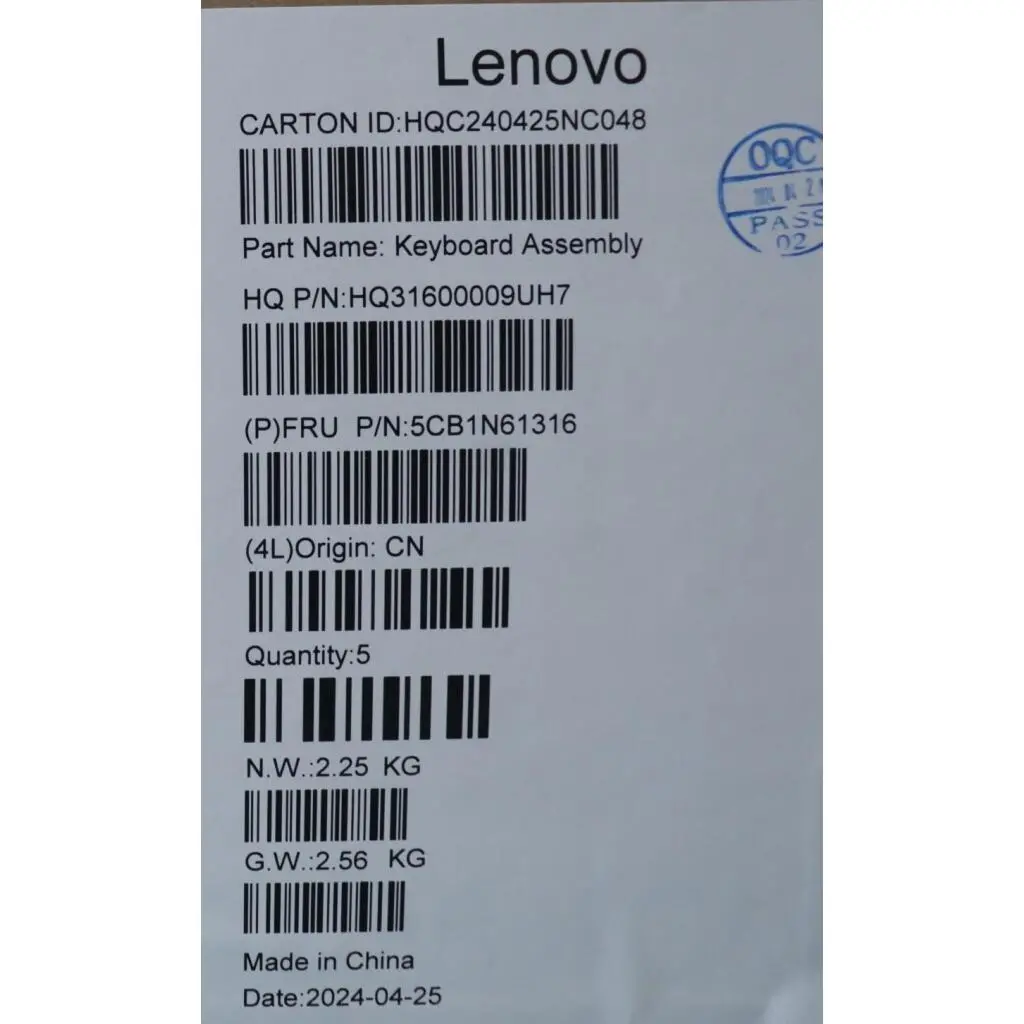 Lenovo
CARTON ID:HQC240425NC048
OQC
PASS
02
Part Name: Keyboard Assembly
HQ P/N:HQ31600009UH7
(P)FRU P/N:5CB1N61316
(4L)Origin: CN
Quantity:5
N.W.:2.25 KG
G.W.:2.56 KG
Made in China
Date:2024-04-25